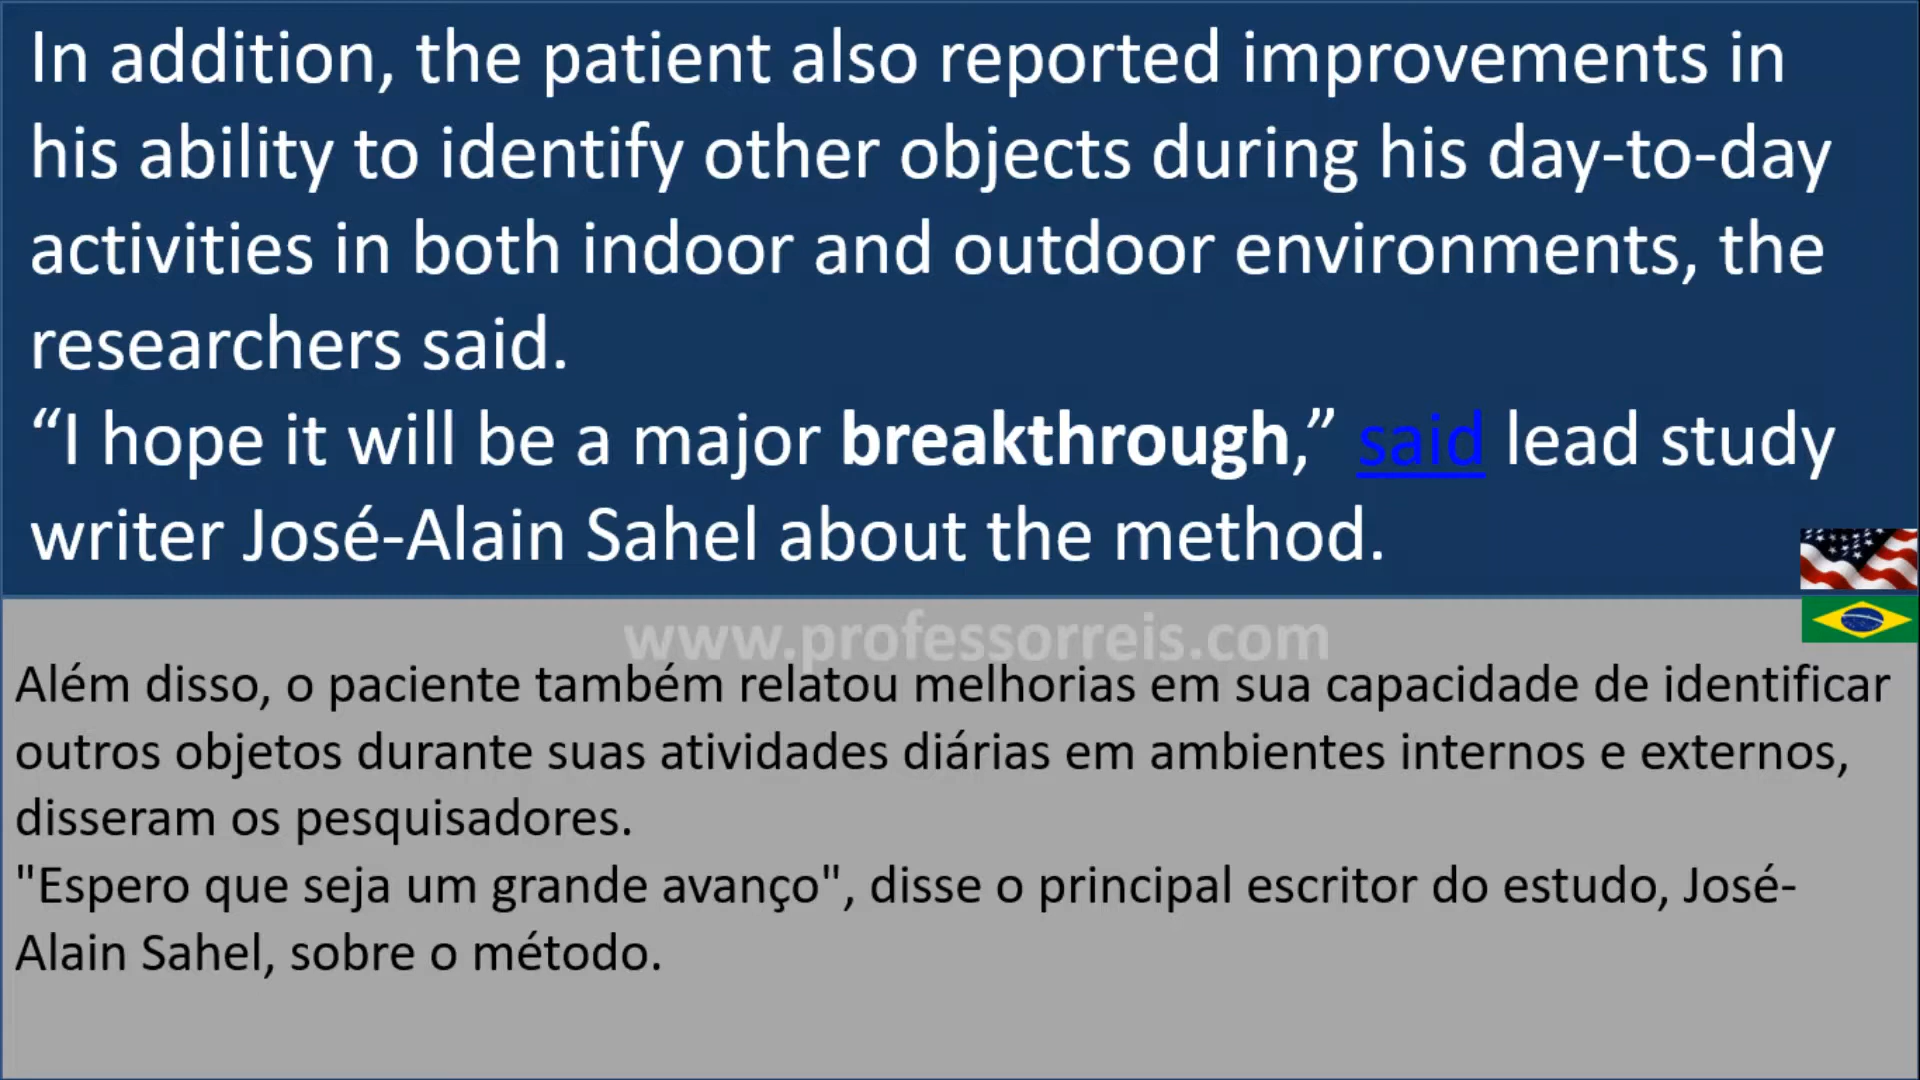 In addition, the patient also reported improvements in
his ability to identify other objects during his day-to-day
activities in both indoor and outdoor environments, the
researchers said.
“I hope it will be a major breakthrough,” said lead study
writer José-Alain Sahel about the method.
www.professorreis.com
Além disso, o paciente também relatou melhorias em sua capacidade de identificar
outros objetos durante suas atividades diárias em ambientes internos e externos,
disseram os pesquisadores.
"Espero que seja um grande avanço", disse o principal escritor do estudo, José-
Alain Sahel, sobre o método.